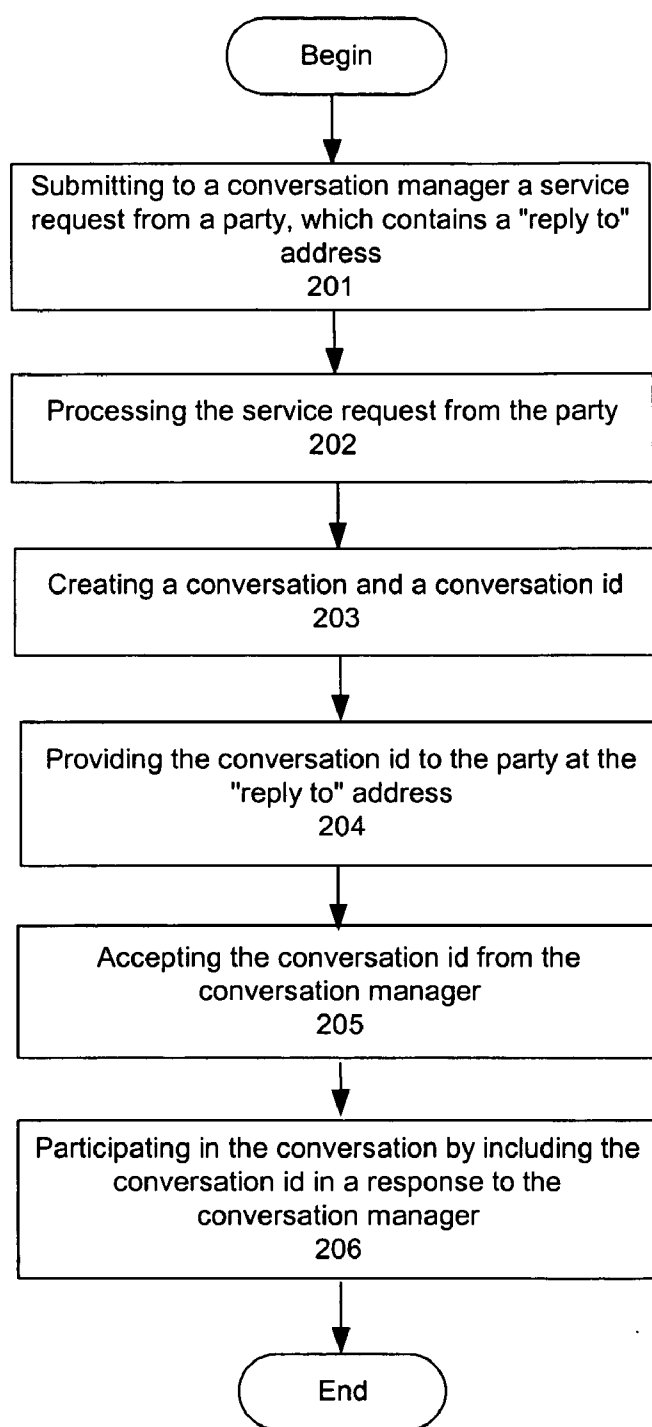 Begin
Submitting to a conversation manager a service
request from a party, which contains a "reply to"
address
201
Processing the service request from the party
202
Creating a conversation and a conversation id
203
Providing the conversation id to the party at the
"reply to" address
204
Accepting the conversation id from the
conversation manager
205
Participating in the conversation by including the
conversation id in a response to the
conversation manager
206
End